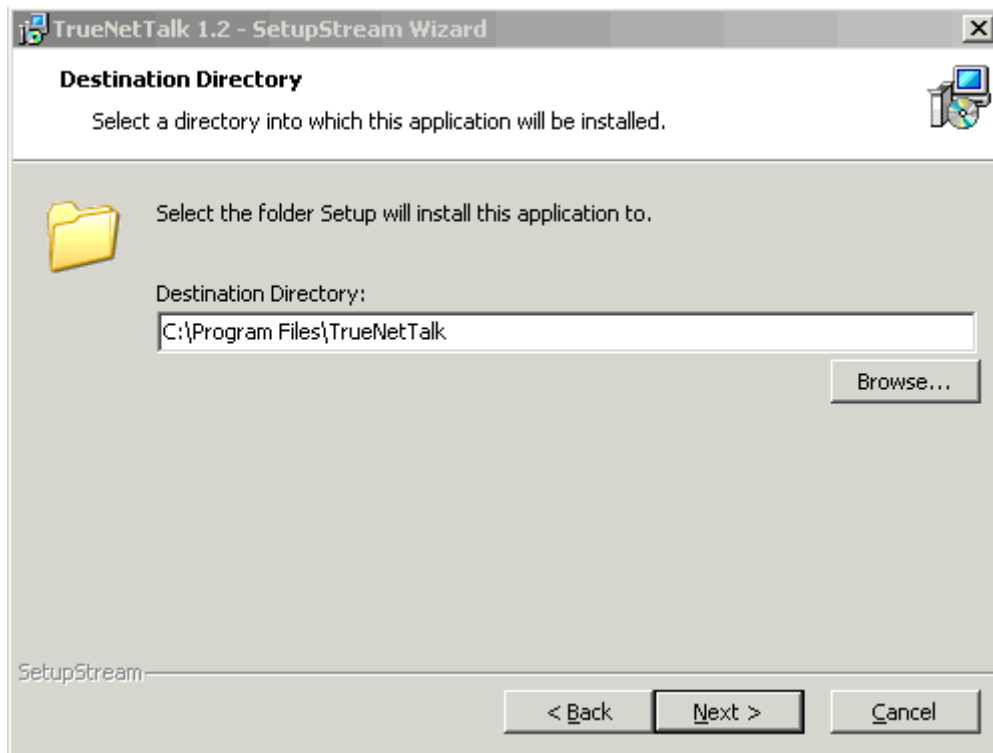 TrueNetTalk 1.2 - SetupStream Wizard
Destination Directory
Select a directory into which this application will be installed.
Select the folder Setup will install this application to.
Destination Directory:
C:\Program Files\TrueNetTalk
Browse...
SetupStream
< Back
Next >
Cancel